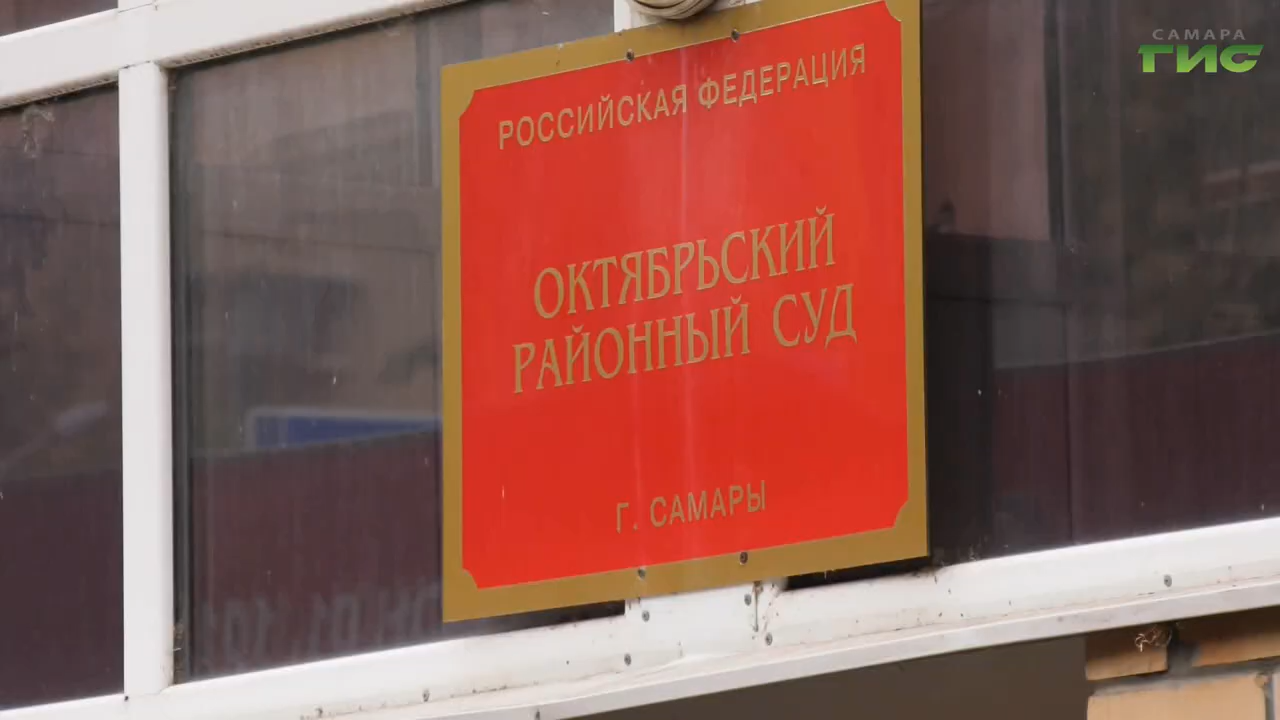 САМАРА
ГИС
РОССИЙСКАЯ ФЕДЕРАЦИЯ
ОКТЯБРЬСКИЙ
РАЙОННЫЙ СУД
Г. САМАРЫ